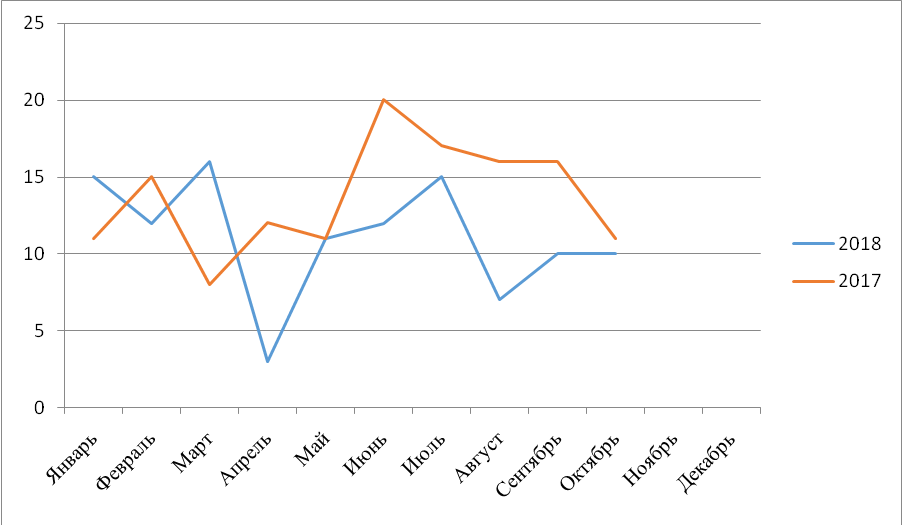 25
20
15
10
5
0
Январь
Февраль
Март
Апрель
Май
Июнь
Июль
Август
Сентябрь
Октябрь
Ноябрь
Декабрь
2018
2017